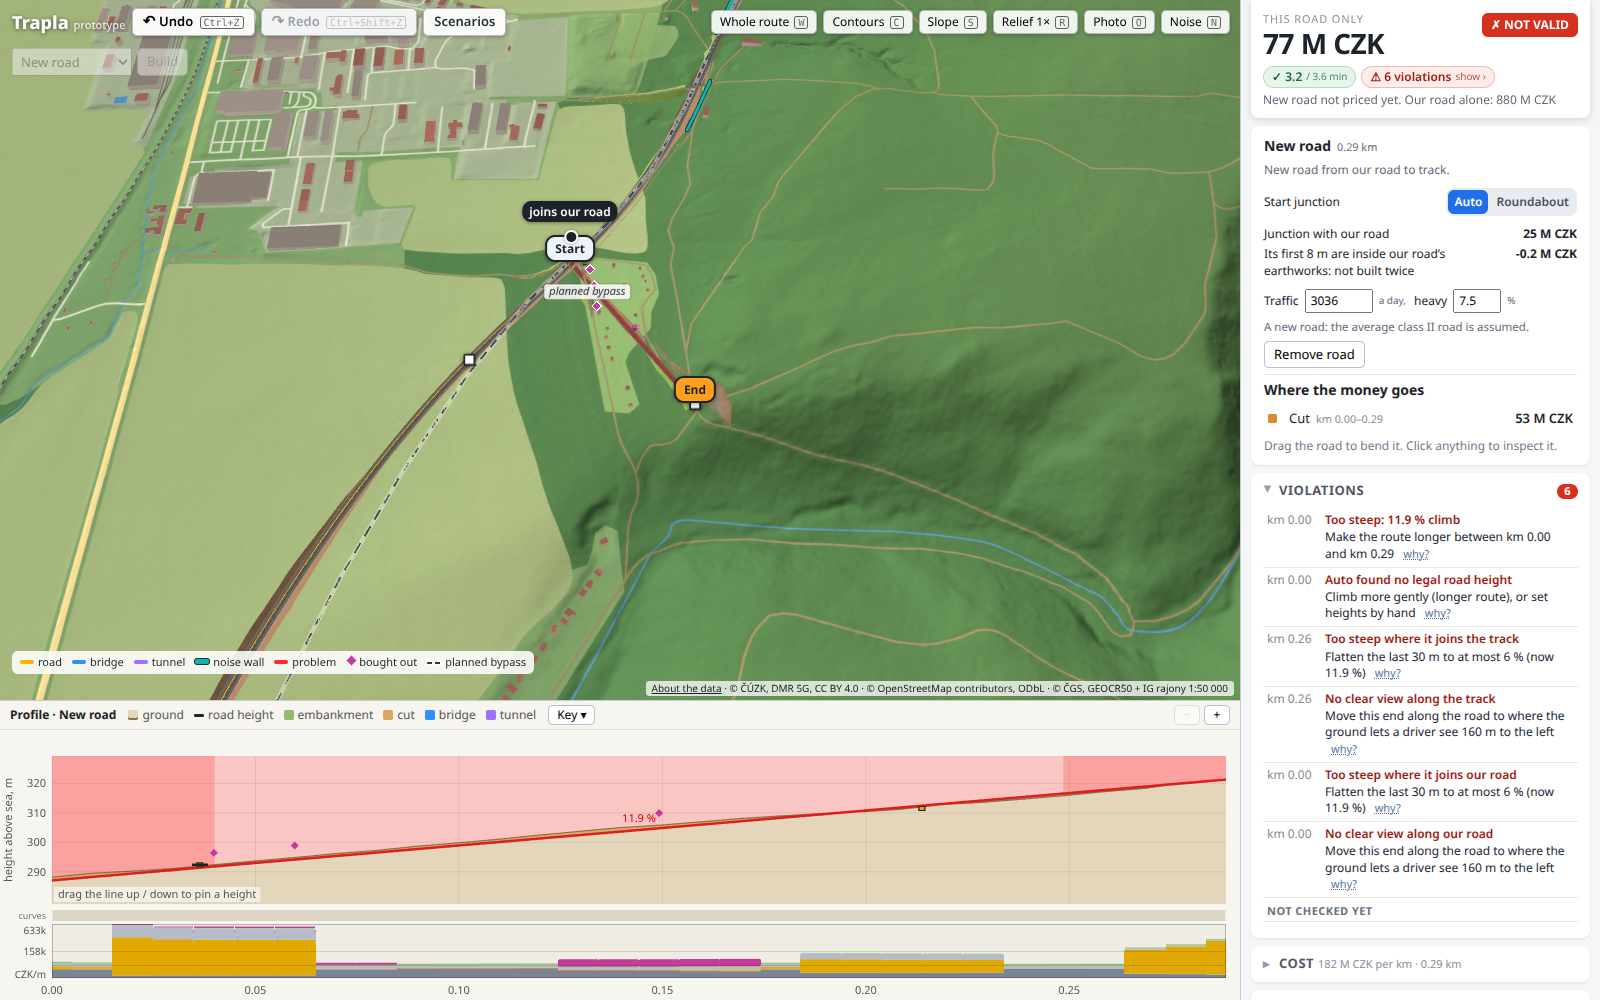 Trapla prototype
↶ Undo Ctrl+Z
↷ Redo Ctrl+Shift+Z
Scenarios
Whole route W
Contours C
Slope S
Relief 1× R
Photo O
Noise N
New road
Build
joins our road
Start
planned bypass
End
road
bridge
tunnel
noise wall
problem
bought out
planned bypass
About the data · © ČÚZK, DMR 5G, CC BY 4.0 · © OpenStreetMap contributors, ODbL · © ČGS, GEOCR50 + IG rajony 1:50 000
Profile · New road
ground
road height
embankment
cut
bridge
tunnel
Key ▾
−
+
height above sea, m
320
310
300
290
11.9 %
drag the line up / down to pin a height
curves
633k
158k
CZK/m
0.00
0.05
0.10
0.15
0.20
0.25
THIS ROAD ONLY
77 M CZK
✗ NOT VALID
✓ 3.2 / 3.6 min
⚠ 6 violations show ›
New road not priced yet. Our road alone: 880 M CZK
New road 0.29 km
New road from our road to track.
Start junction
Auto
Roundabout
Junction with our road 25 M CZK
Its first 8 m are inside our road's -0.2 M CZK
earthworks: not built twice
Traffic 3036 a day, heavy 7.5 %
A new road: the average class II road is assumed.
Remove road
Where the money goes
Cut km 0.00–0.29 53 M CZK
Drag the road to bend it. Click anything to inspect it.
▼ VIOLATIONS 6
km 0.00 Too steep: 11.9 % climb
Make the route longer between km 0.00
and km 0.29 why?
km 0.00 Auto found no legal road height
Climb more gently (longer route), or set
heights by hand why?
km 0.26 Too steep where it joins the track
Flatten the last 30 m to at most 6 % (now
11.9 %) why?
km 0.26 No clear view along the track
Move this end along the road to where the
ground lets a driver see 160 m to the left
why?
km 0.00 Too steep where it joins our road
Flatten the last 30 m to at most 6 % (now
11.9 %) why?
km 0.00 No clear view along our road
Move this end along the road to where the
ground lets a driver see 160 m to the left
why?
NOT CHECKED YET
▶ COST 182 M CZK per km · 0.29 km